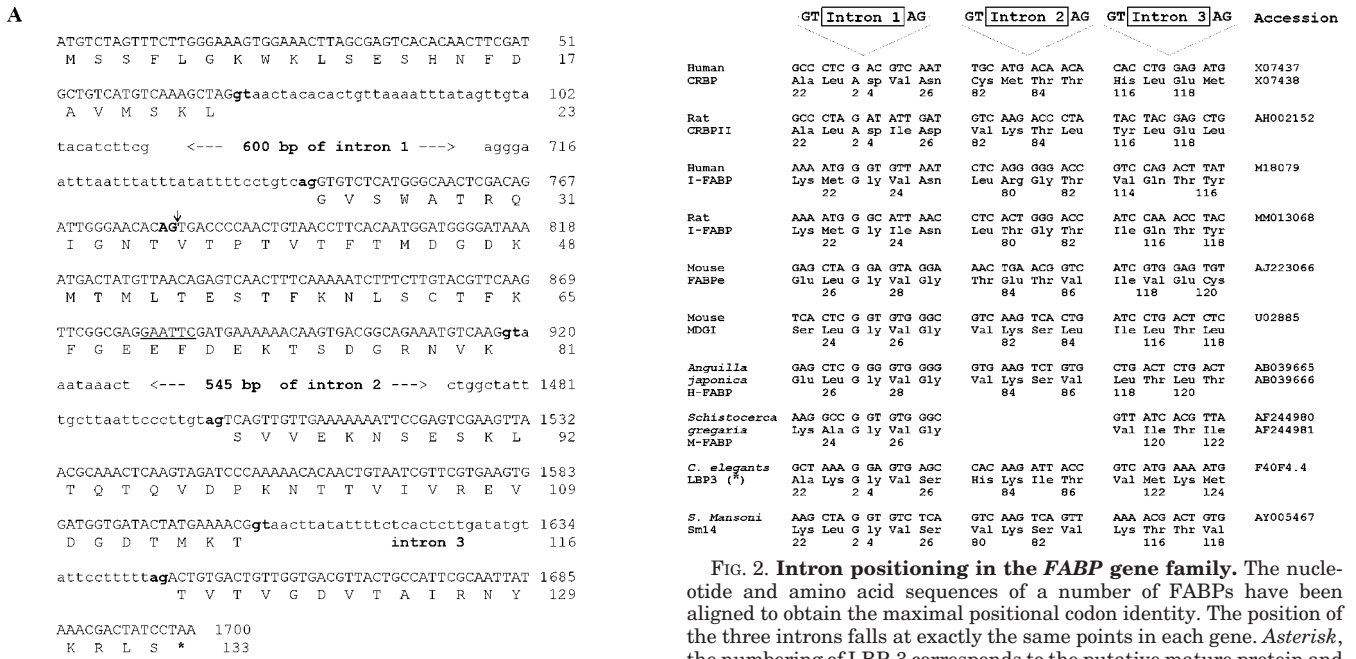 A
ATGTCTAGTTTCTTGGGAAAGTGGAAACTTAGCGAGTCACACAACTTCGAT 51
M S S F L G K W K L S E S H N F D 17
GCTGTCATGTCAAAGCTAGgtaactacacactgttaaaatttatagttgta 102
A V M S K L 23
tacatcttcg <--- 600 bp of intron 1 ---> aggga 716
atttaatttatttatattttcctgtcagGTGTCTCATGGGCAACTCGACAG 767
G V S W A T R Q 31
ATTGGGAACACAGTGACCCCAACTGTAACCTTCACAATGGATGGGGATAAA 818
I G N T V T P T V T F T M D G D K 48
ATGACTATGTTAACAGAGTCAACTTTCAAAAATCTTTCTTGTACGTTCAAG 869
M T M L T E S T F K N L S C T F K 65
TTCGGCGAGGAATTCGATGAAAAAACAAGTGACGGCAGAAATGTCAAGgta 920
F G E E F D E K T S D G R N V K 81
aataaact <--- 545 bp of intron 2 ---> ctggctatt 1481
tgcttaattcccttgtagTCAGTTGTTGAAAAAAATTCCGAGTCGAAGTTA 1532
S V V E K N S E S K L 92
ACGCAAACTCAAGTAGATCCCAAAAACACAACTGTAATCGTTCGTGAAGTG 1583
T Q T Q V D P K N T T V I V R E V 109
GATGGTGATACTATGAAAACGgtaacttatattttctcactcttgatatgt 1634
D G D T M K T intron 3 116
attcctttttagACTGTGACTGTTGGTGACGTTACTGCCATTCGCAATTAT 1685
T V T V G D V T A I R N Y 129
AAACGACTATCCTAA 1700
K R L S * 133
GT Intron 1 AG GT Intron 2 AG GT Intron 3 AG Accession
Human GCC CTC G AC GTC AAT TGC ATG ACA ACA CAC CTG GAG ATG X07437
CRBP Ala Leu A sp Val Asn Cys Met Thr Thr His Leu Glu Met X07438
22 2 4 26 82 84 116 118
Rat GCC CTA G AT ATT GAT GTC AAG ACC CTA TAC TAC GAG CTG AH002152
CRBPII Ala Leu A sp Ile Asp Val Lys Thr Leu Tyr Leu Glu Leu
22 2 4 26 82 84 116 118
Human AAA ATG G GT GTT AAT CTC AGG GGG ACC GTC CAG ACT TAT M18079
I-FABP Lys Met G ly Val Asn Leu Arg Gly Thr Val Gln Thr Tyr
22 24 80 82 114 116
Rat AAA ATG G GC ATT AAC CTC ACT GGG ACC ATC CAA ACC TAC MM013068
I-FABP Lys Met G ly Ile Asn Leu Thr Gly Thr Ile Gln Thr Tyr
22 24 80 82 116 118
Mouse GAG CTA G GA GTA GGA AAC TGA ACG GTC ATC GTG GAG TGT AJ223066
FABPe Glu Leu G ly Val Gly Thr Glu Thr Val Ile Val Glu Cys
26 28 84 86 118 120
Mouse TCA CTC G GT GTG GGC GTC AAG TCA CTG ATC CTG ACT CTC U02885
MDGI Ser Leu G ly Val Gly Val Lys Ser Leu Ile Leu Thr Leu
24 26 84 86 116 118
Anguilla GAG CTC G GG GTG GGG GTG AAG TCT GTG CTG ACT CTG ACT AB039665
japonica Glu Leu G ly Val Gly Val Lys Ser Val Leu Thr Leu Thr AB039666
H-FABP 26 28 84 86 118 120
Schistocerca AAG GCC G GT GTG GGC GTT ATC ACG TTA AF244980
gregaria Lys Ala G ly Val Gly Val Ile Thr Ile AF244981
M-FABP 24 26 120 122
C. elegants GCT AAA G GA GTG AGC CAC AAG ATT ACC GTC ATG AAA ATG F40F4.4
LBP3 (*) Ala Lys G ly Val Ser His Lys Ile Thr Val Met Lys Met
22 2 4 26 84 86 122 124
S. Mansoni AAG CTA G GT GTC TCA GTC AAG TCA GTT AAA ACG ACT GTG AY005467
Sm14 Lys Leu G ly Val Ser Val Lys Ser Val Lys Thr Thr Val
22 2 4 26 80 82 116 118
FIG. 2. Intron positioning in the FABP gene family. The nucle-
otide and amino acid sequences of a number of FABPs have been
aligned to obtain the maximal positional codon identity. The position of
the three introns falls at exactly the same points in each gene. Asterisk,
the numbering of LBP-3 corresponds to the putative mature protein and